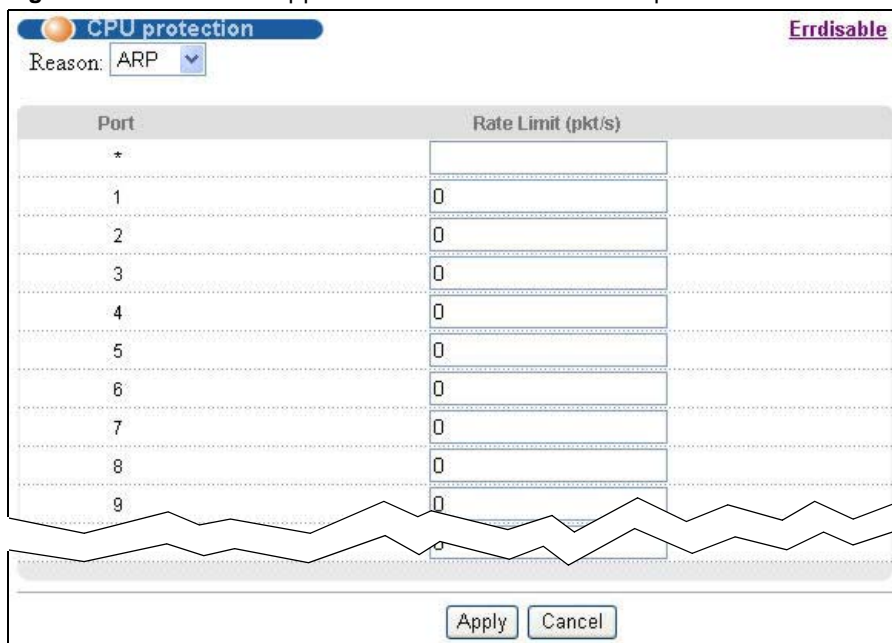 CPU protection
Errdisable
Reason: ARP
Port Rate Limit (pkt/s)
*
1 0
2 0
3 0
4 0
5 0
6 0
7 0
8 0
9 0
Apply Cancel